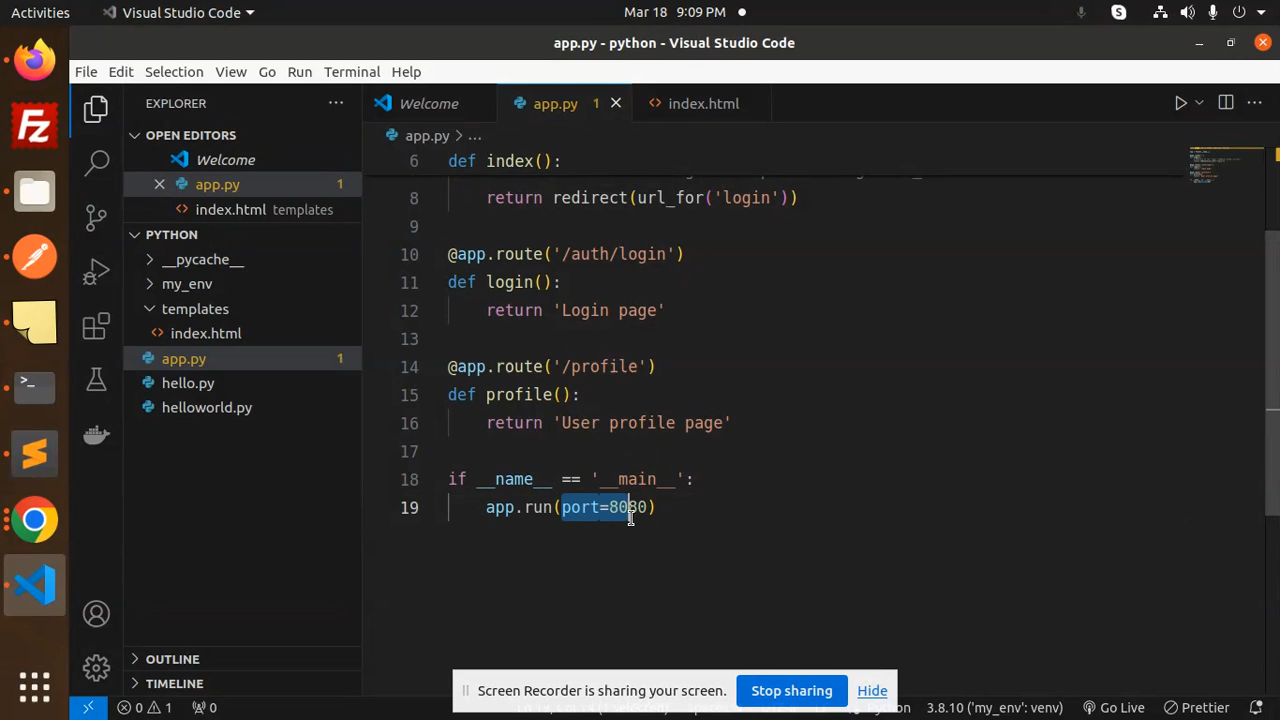 Activities
Visual Studio Code
Mar 18 9:09 PM
app.py - python - Visual Studio Code
File Edit Selection View Go Run Terminal Help
EXPLORER
Welcome
app.py 1
index.html
OPEN EDITORS
Welcome
app.py 1
index.html templates
PYTHON
__pycache__
my_env
templates
index.html
app.py 1
hello.py
helloworld.py
OUTLINE
TIMELINE
app.py > ...
6 def index():
8 return redirect(url_for('login'))
9
10 @app.route('/auth/login')
11 def login():
12 return 'Login page'
13
14 @app.route('/profile')
15 def profile():
16 return 'User profile page'
17
18 if __name__ == '__main__':
19 app.run(port=8080)
Screen Recorder is sharing your screen. Stop sharing Hide
0 1 0
3.8.10 ('my_env': venv) Go Live Prettier